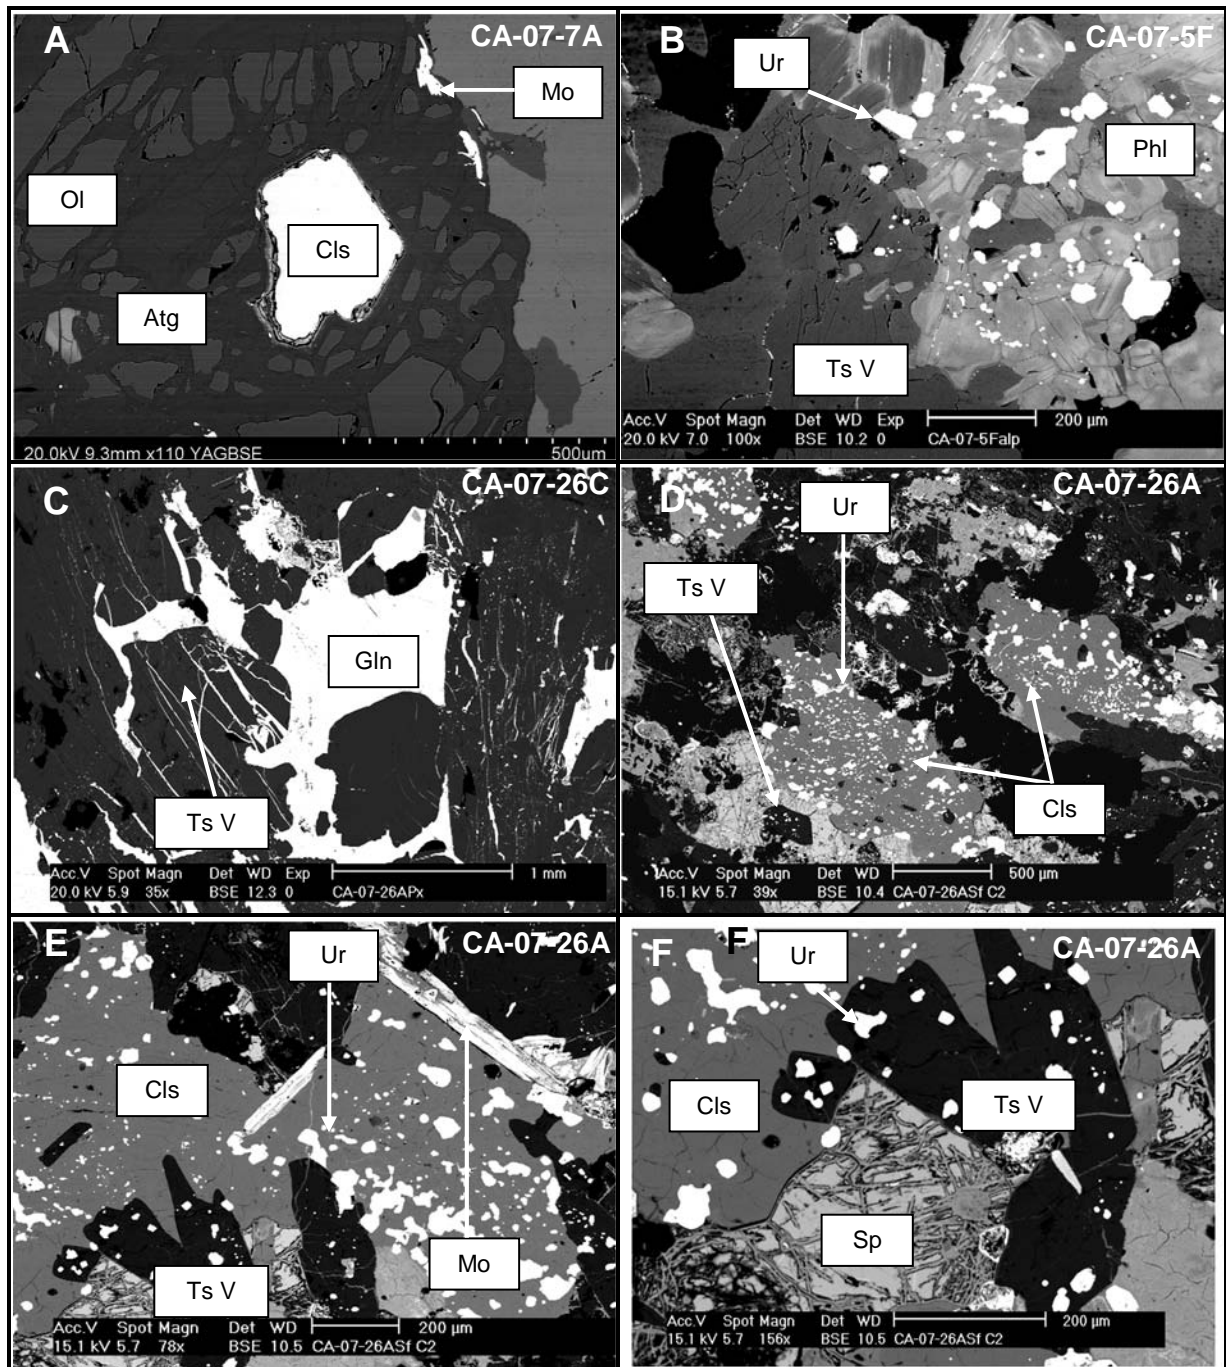 A
CA-07-7A
Mo
Ol
Cls
Atg
20.0kV 9.3mm x110 YAGBSE 500um
B
CA-07-5F
Ur
Phl
Ts V
Acc.V Spot Magn Det WD Exp
20.0 kV 7.0 100x BSE 10.2 0 CA-07-5Falp
200 µm
C
CA-07-26C
Gln
Ts V
Acc.V Spot Magn Det WD Exp
20.0 kV 5.9 35x BSE 12.3 0 CA-07-26APx
1 mm
D
CA-07-26A
Ur
Ts V
Cls
Acc.V Spot Magn Det WD
15.1 kV 5.7 39x BSE 10.4 CA-07-26ASf C2
500 µm
E
CA-07-26A
Ur
Cls
Mo
Ts V
Acc.V Spot Magn Det WD
15.1 kV 5.7 78x BSE 10.5 CA-07-26ASf C2
200 µm
F
F
CA-07-26A
Ur
Cls
Ts V
Sp
Acc.V Spot Magn Det WD
15.1 kV 5.7 156x BSE 10.5 CA-07-26ASf C2
200 µm